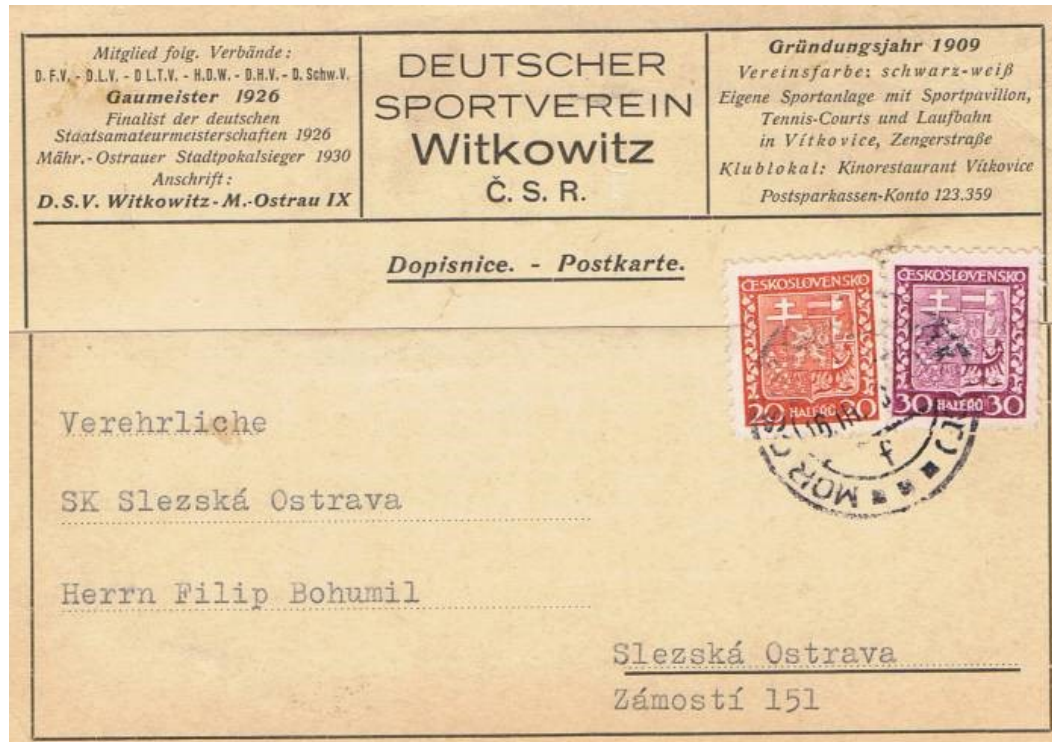 Mitglied folg. Verbände:
D.F.V. - D.L.V. - D L.T.V. - H.D.W. - D.H.V. - D. Schw.V.
Gaumeister 1926
Finalist der deutschen
Staatsamateurmeisterschaften 1926
Mähr.-Ostrauer Stadtpokalsieger 1930
Anschrift:
D.S.V. Witkowitz-M.-Ostrau IX
DEUTSCHER
SPORTVEREIN
Witkowitz
Č. S. R.
Gründungsjahr 1909
Vereinsfarbe: schwarz-weiß
Eigene Sportanlage mit Sportpavillon,
Tennis-Courts und Laufbahn
in Vítkovice, Zengerstraße
Klublokal: Kinorestaurant Vítkovice
Postsparkassen-Konto 123.359
Dopisnice. - Postkarte.
ČESKOSLOVENSKO
20 HALÉŘŮ 20
ČESKOSLOVENSKO
30 HALÉŘŮ 30
MOR
f
Verehrliche
SK Slezská Ostrava
Herrn Filip Bohumil
Slezská Ostrava
Zámostí 151